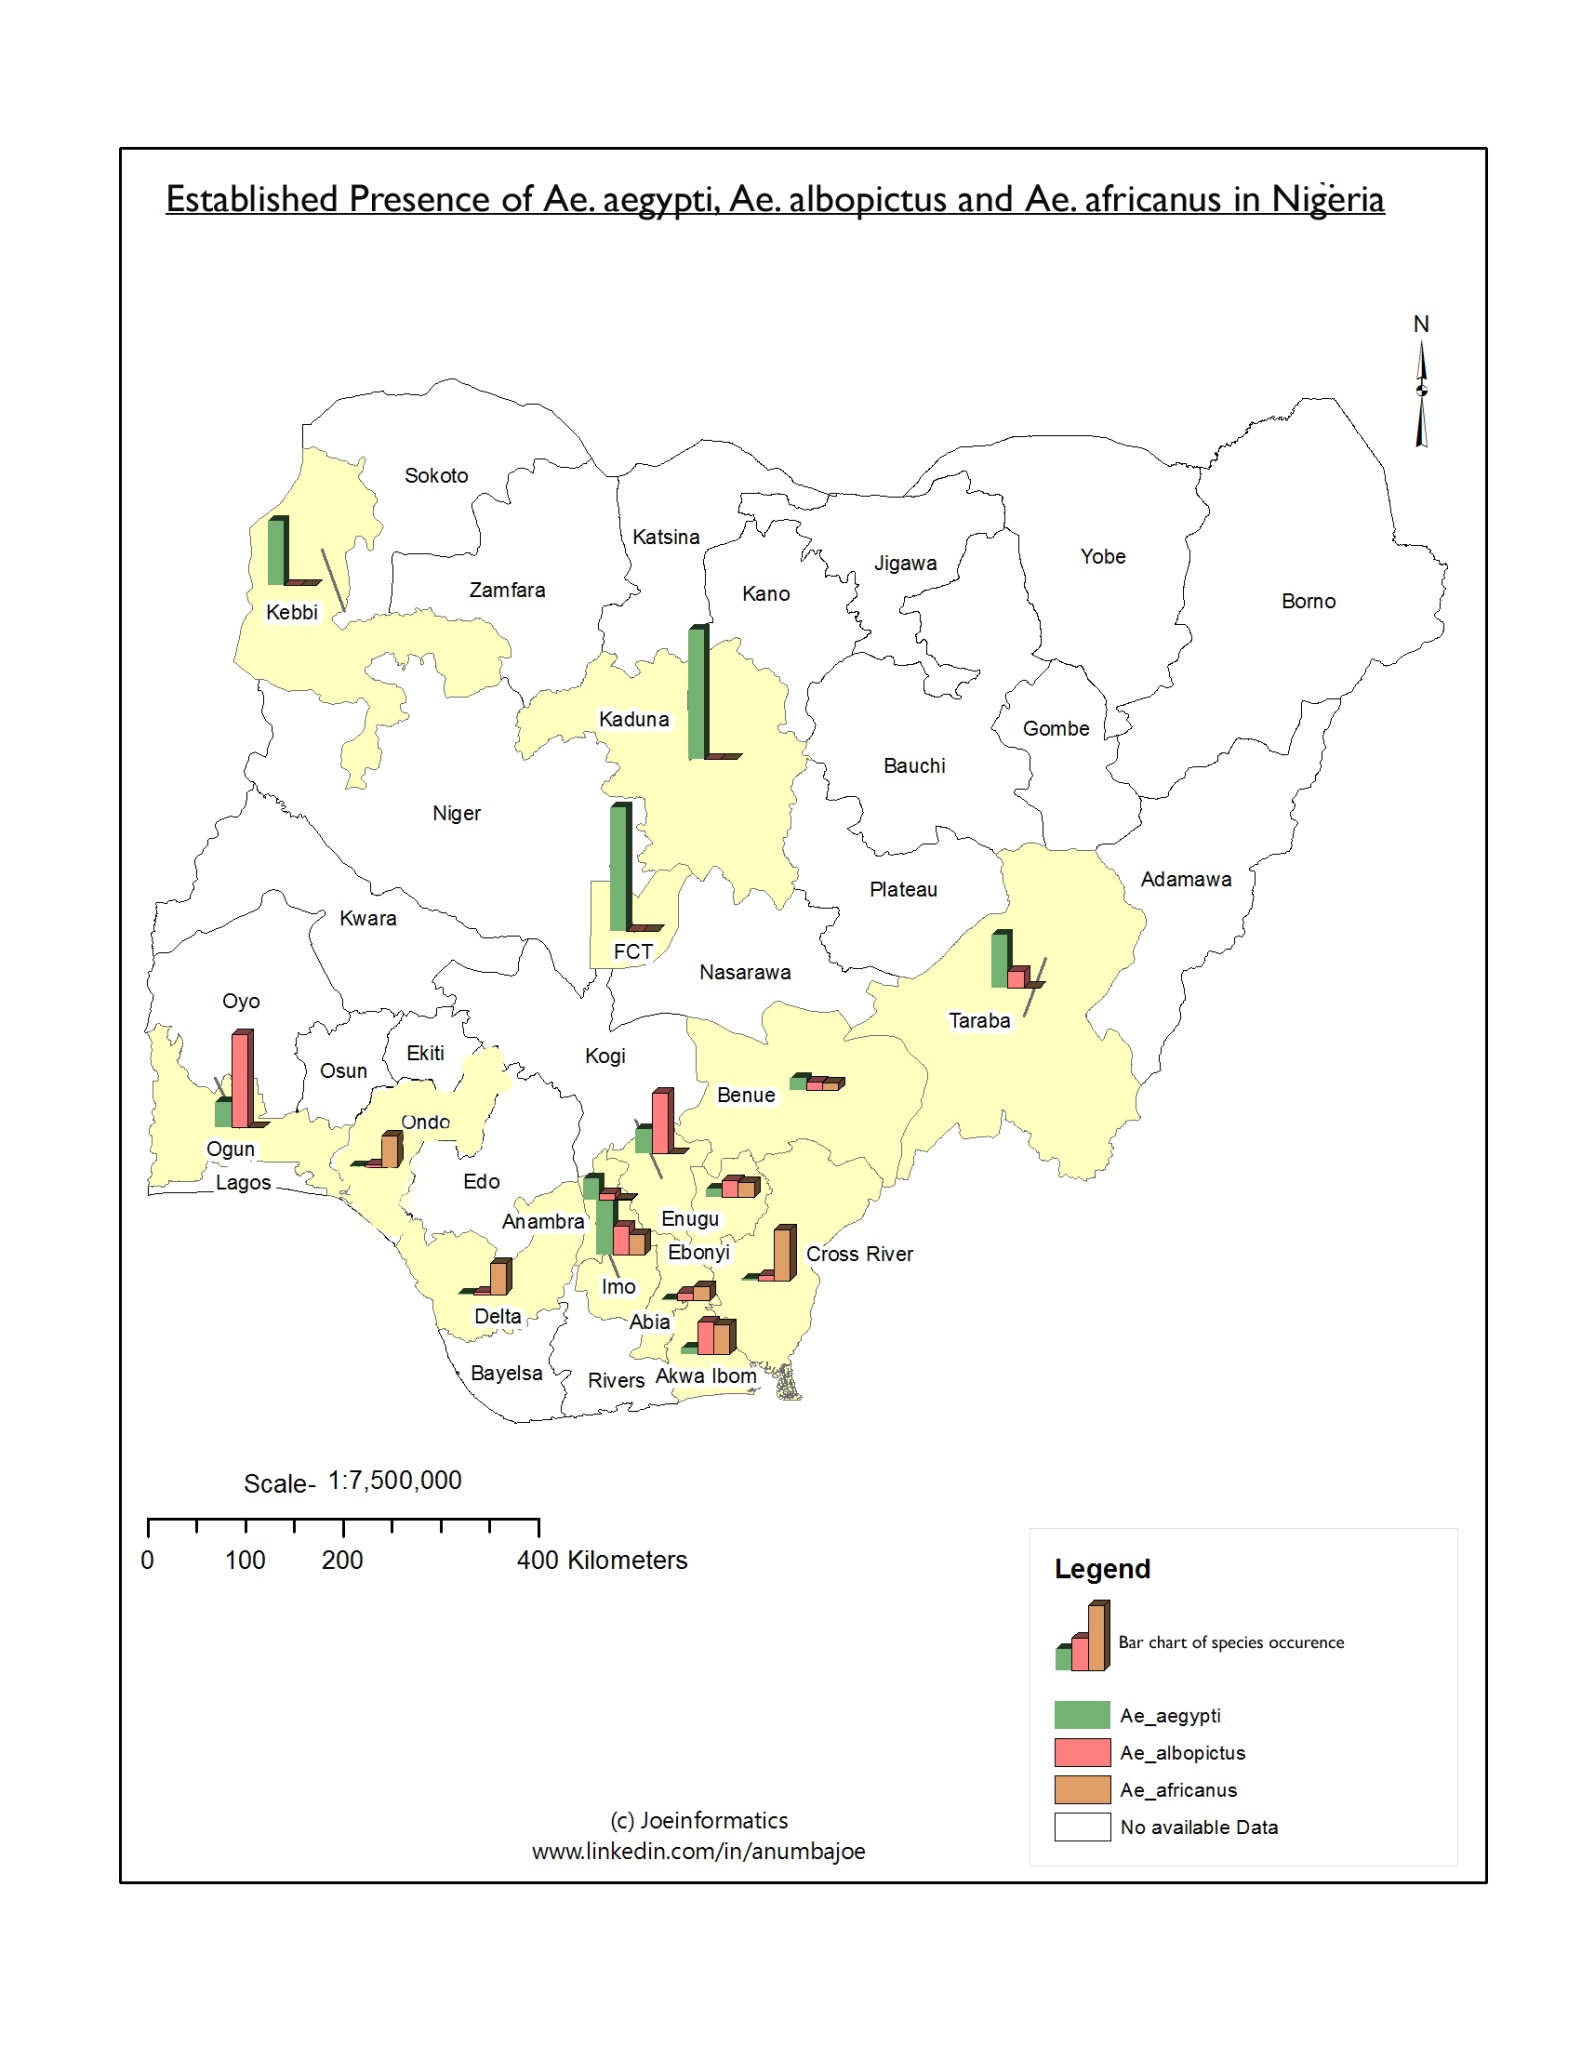 Established Presence of Ae. aegypti, Ae. albopictus and Ae. africanus in Nigeria
N
Sokoto
Katsina
Jigawa
Yobe
Zamfara
Kano
Borno
Kebbi
Kaduna
Gombe
Bauchi
Niger
Adamawa
Plateau
Kwara
FCT
Nasarawa
Oyo
Taraba
Ekiti
Kogi
Osun
Benue
Ondo
Ogun
Lagos
Edo
Anambra
Enugu
Ebonyi
Cross River
Imo
Delta
Abia
Bayelsa
Rivers
Akwa Ibom
Scale- 1:7,500,000
0 100 200 400 Kilometers
Legend
Bar chart of species occurence
Ae_aegypti
Ae_albopictus
Ae_africanus
No available Data
(c) Joeinformatics
www.linkedin.com/in/anumbajoe